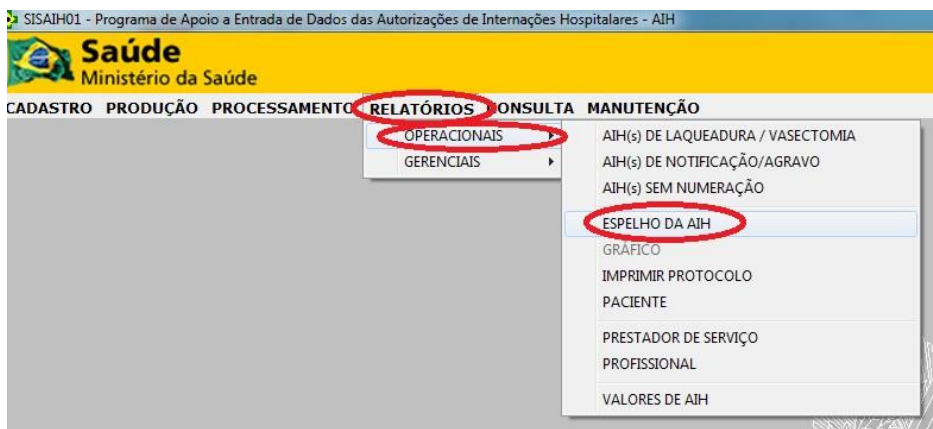 SISAIH01 - Programa de Apoio a Entrada de Dados das Autorizações de Internações Hospitalares - AIH
Saúde
Ministério da Saúde
CADASTRO PRODUÇÃO PROCESSAMENTO RELATÓRIOS CONSULTA MANUTENÇÃO
OPERACIONAIS
GERENCIAIS
AIH(s) DE LAQUEADURA / VASECTOMIA
AIH(s) DE NOTIFICAÇÃO/AGRAVO
AIH(s) SEM NUMERAÇÃO
ESPELHO DA AIH
GRÁFICO
IMPRIMIR PROTOCOLO
PACIENTE
PRESTADOR DE SERVIÇO
PROFISSIONAL
VALORES DE AIH